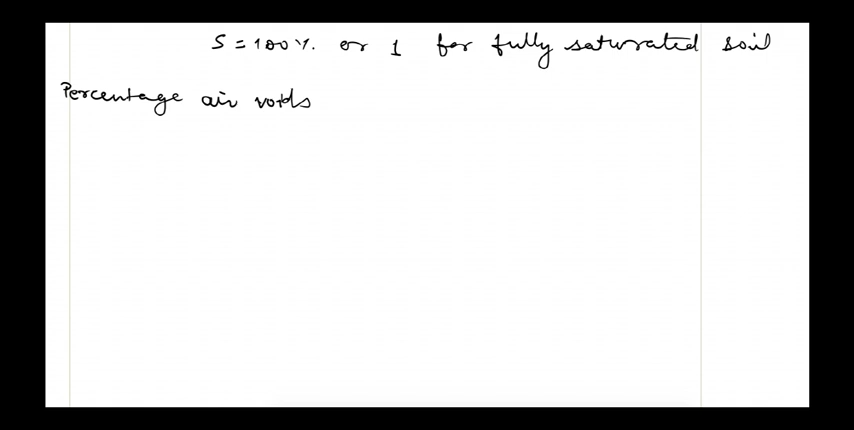 S = 100%. or 1 for fully saturated soil
Percentage air voids